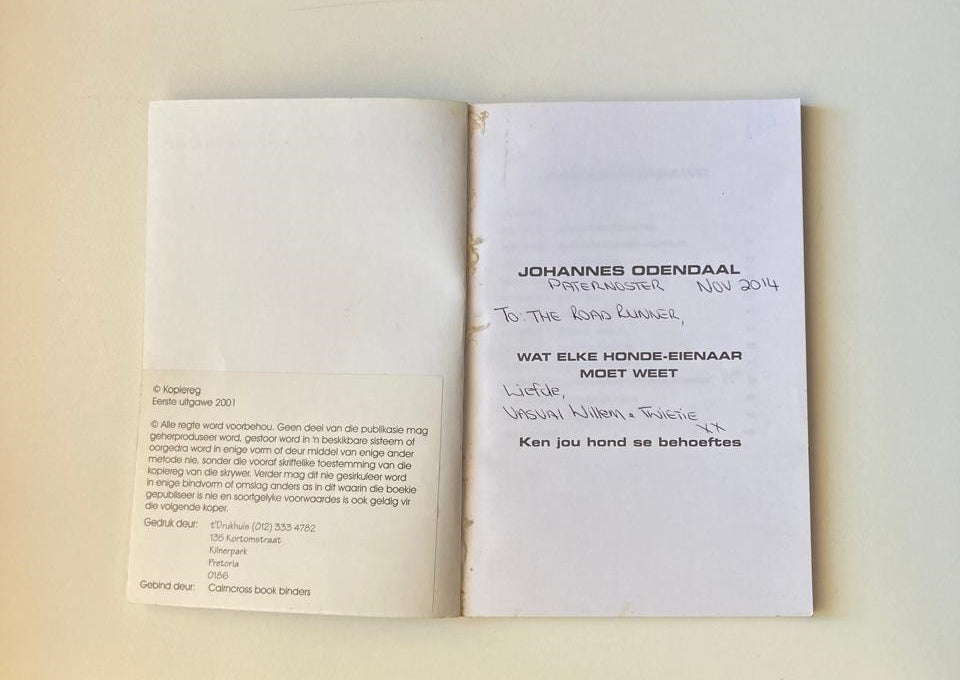 © Kopiereg
Eerste uitgawe 2001
© Alle regte word voorbehou. Geen deel van die publikasie mag
geherproduseer word, gestoor word in 'n beskikbare sisteem of
oorgedra word in enige vorm of deur middel van enige ander
metode nie, sonder die vooraf skriftelike toestemming van die
kopiereg van die skrywer. Verder mag dit nie gesirkuleer word
in enige bindvorm of omslag anders as in dit waarin die boekie
gepubliseer is nie en soortgelyke voorwaardes is ook geldig vir
die volgende koper.
Gedruk deur: t'Drukhuis (012) 333 4782
135 Kortomstraat
Kilnerpark
Pretoria
0186
Gebind deur: Cairncross book binders
JOHANNES ODENDAAL
PATERNOSTER NOV 2014
TO: THE ROAD RUNNER,
WAT ELKE HONDE-EIENAAR
MOET WEET
Liefde,
Willem & TWIETIE
xx
Ken jou hond se behoeftes